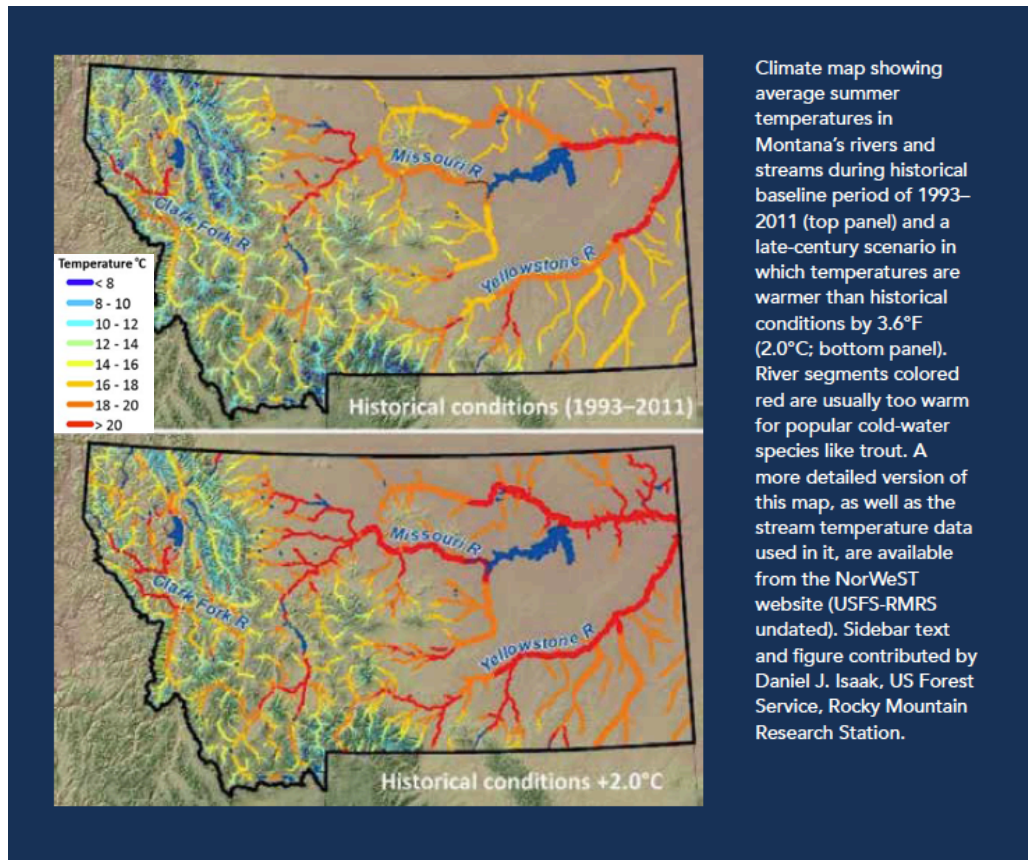 Missouri R
Clark Fork R
Yellowstone R
Temperature °C
< 8
8 - 10
10 - 12
12 - 14
14 - 16
16 - 18
18 - 20
> 20
Historical conditions (1993–2011)
Missouri R
Clark Fork R
Yellowstone R
Historical conditions +2.0°C
Climate map showing
average summer
temperatures in
Montana's rivers and
streams during historical
baseline period of 1993–
2011 (top panel) and a
late-century scenario in
which temperatures are
warmer than historical
conditions by 3.6°F
(2.0°C; bottom panel).
River segments colored
red are usually too warm
for popular cold-water
species like trout. A
more detailed version of
this map, as well as the
stream temperature data
used in it, are available
from the NorWeST
website (USFS-RMRS
undated). Sidebar text
and figure contributed by
Daniel J. Isaak, US Forest
Service, Rocky Mountain
Research Station.